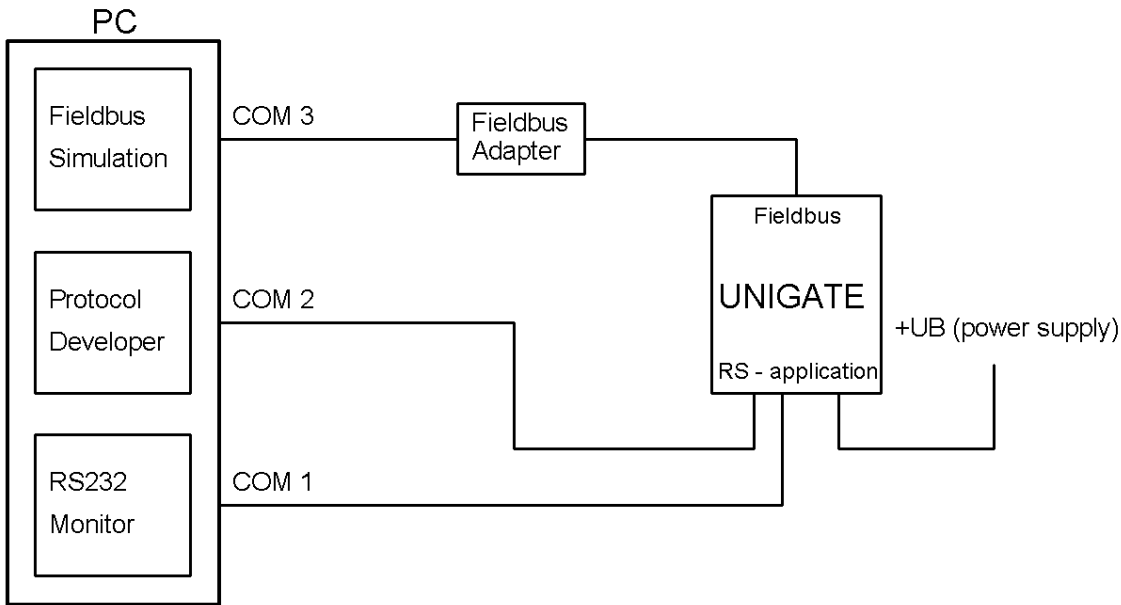 PC
Fieldbus
Simulation
COM 3
Fieldbus
Adapter
Fieldbus
UNIGATE
RS - application
+UB (power supply)
Protocol
Developer
COM 2
RS232
Monitor
COM 1